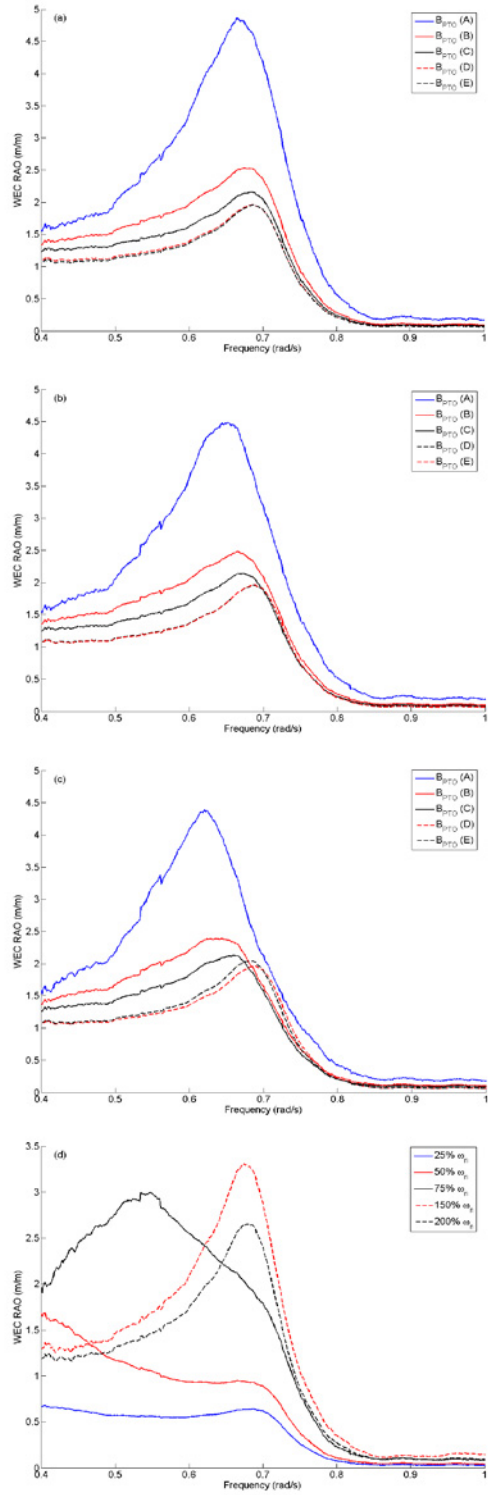 (a)
B_PTO (A)
B_PTO (B)
B_PTO (C)
B_PTO (D)
B_PTO (E)
WEC RAO (m/m)
5
4.5
4
3.5
3
2.5
2
1.5
1
0.5
0
0.4 0.5 0.6 0.7 0.8 0.9 1
Frequency (rad/s)
(b)
B_PTO (A)
B_PTO (B)
B_PTO (C)
B_PTO (D)
B_PTO (E)
WEC RAO (m/m)
5
4.5
4
3.5
3
2.5
2
1.5
1
0.5
0
0.4 0.5 0.6 0.7 0.8 0.9 1
Frequency (rad/s)
(c)
B_PTO (A)
B_PTO (B)
B_PTO (C)
B_PTO (D)
B_PTO (E)
WEC RAO (m/m)
5
4.5
4
3.5
3
2.5
2
1.5
1
0.5
0
0.4 0.5 0.6 0.7 0.8 0.9 1
Frequency (rad/s)
(d)
25% ω_n
50% ω_n
75% ω_n
150% ω_n
200% ω_n
WEC RAO (m/m)
3.5
3
2.5
2
1.5
1
0.5
0
0.4 0.5 0.6 0.7 0.8 0.9 1
Frequency (rad/s)